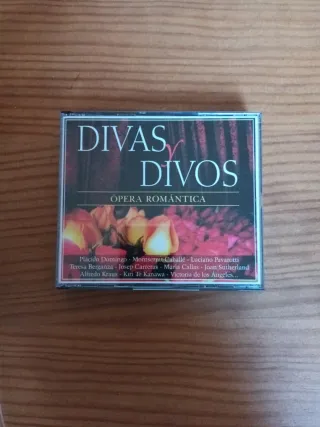 DIVAS
y
DIVOS
ÓPERA ROMÁNTICA
Plácido Domingo · Montserrat Caballé · Luciano Pavarotti
Teresa Berganza · Josep Carreras · Maria Callas · Joan Sutherland
Alfredo Kraus · Kiri Te Kanawa · Victoria de los Angeles...